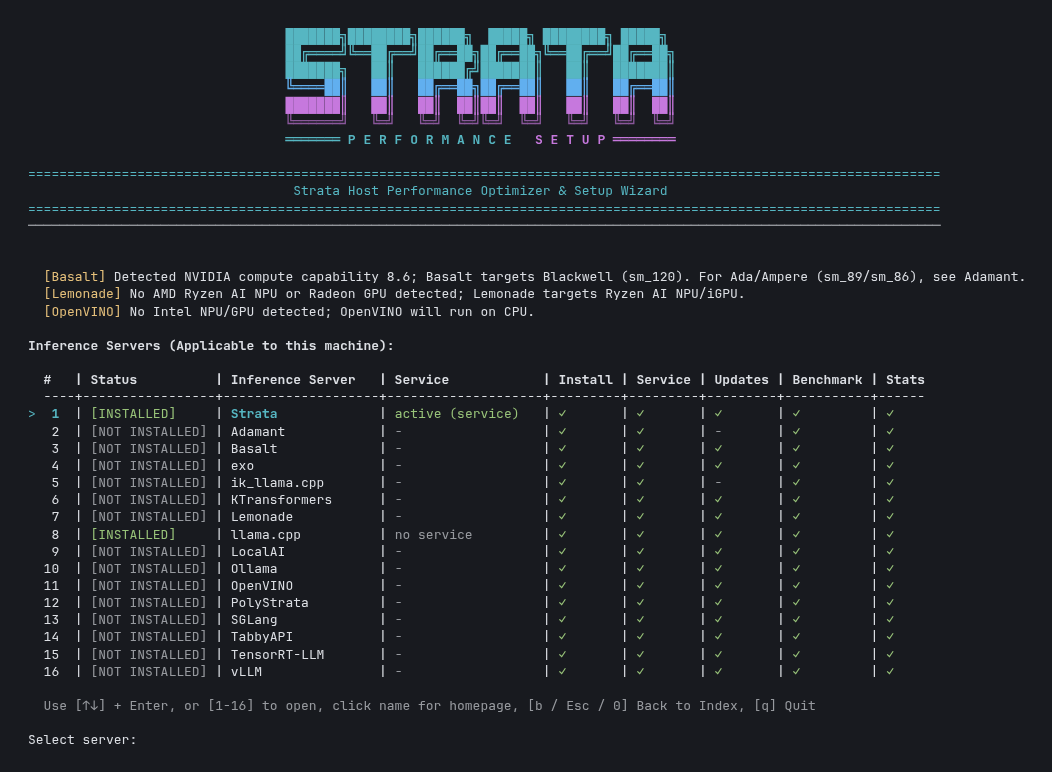 STRATA
PERFORMANCE SETUP
Strata Host Performance Optimizer & Setup Wizard
[Basalt] Detected NVIDIA compute capability 8.6; Basalt targets Blackwell (sm_120). For Ada/Ampere (sm_89/sm_86), see Adamant.
[Lemonade] No AMD Ryzen AI NPU or Radeon GPU detected; Lemonade targets Ryzen AI NPU/iGPU.
[OpenVINO] No Intel NPU/GPU detected; OpenVINO will run on CPU.
Inference Servers (Applicable to this machine):
# | Status | Inference Server | Service | Install | Service | Updates | Benchmark | Stats
----+-----------------+--------------------+--------------------+---------+---------+---------+-----------+------
> 1 | [INSTALLED] | Strata | active (service) | ✓ | ✓ | ✓ | ✓ | ✓
2 | [NOT INSTALLED] | Adamant | - | ✓ | ✓ | - | ✓ | ✓
3 | [NOT INSTALLED] | Basalt | - | ✓ | ✓ | ✓ | ✓ | ✓
4 | [NOT INSTALLED] | exo | - | ✓ | ✓ | ✓ | ✓ | ✓
5 | [NOT INSTALLED] | ik_llama.cpp | - | ✓ | ✓ | - | ✓ | ✓
6 | [NOT INSTALLED] | KTransformers | - | ✓ | ✓ | ✓ | ✓ | ✓
7 | [NOT INSTALLED] | Lemonade | - | ✓ | ✓ | ✓ | ✓ | ✓
8 | [INSTALLED] | llama.cpp | no service | ✓ | ✓ | ✓ | ✓ | ✓
9 | [NOT INSTALLED] | LocalAI | - | ✓ | ✓ | ✓ | ✓ | ✓
10 | [NOT INSTALLED] | Ollama | - | ✓ | ✓ | ✓ | ✓ | ✓
11 | [NOT INSTALLED] | OpenVINO | - | ✓ | ✓ | ✓ | ✓ | ✓
12 | [NOT INSTALLED] | PolyStrata | - | ✓ | ✓ | ✓ | ✓ | ✓
13 | [NOT INSTALLED] | SGLang | - | ✓ | ✓ | ✓ | ✓ | ✓
14 | [NOT INSTALLED] | TabbyAPI | - | ✓ | ✓ | ✓ | ✓ | ✓
15 | [NOT INSTALLED] | TensorRT-LLM | - | ✓ | ✓ | ✓ | ✓ | ✓
16 | [NOT INSTALLED] | vLLM | - | ✓ | ✓ | ✓ | ✓ | ✓
Use [↑↓] + Enter, or [1-16] to open, click name for homepage, [b / Esc / 0] Back to Index, [q] Quit
Select server: